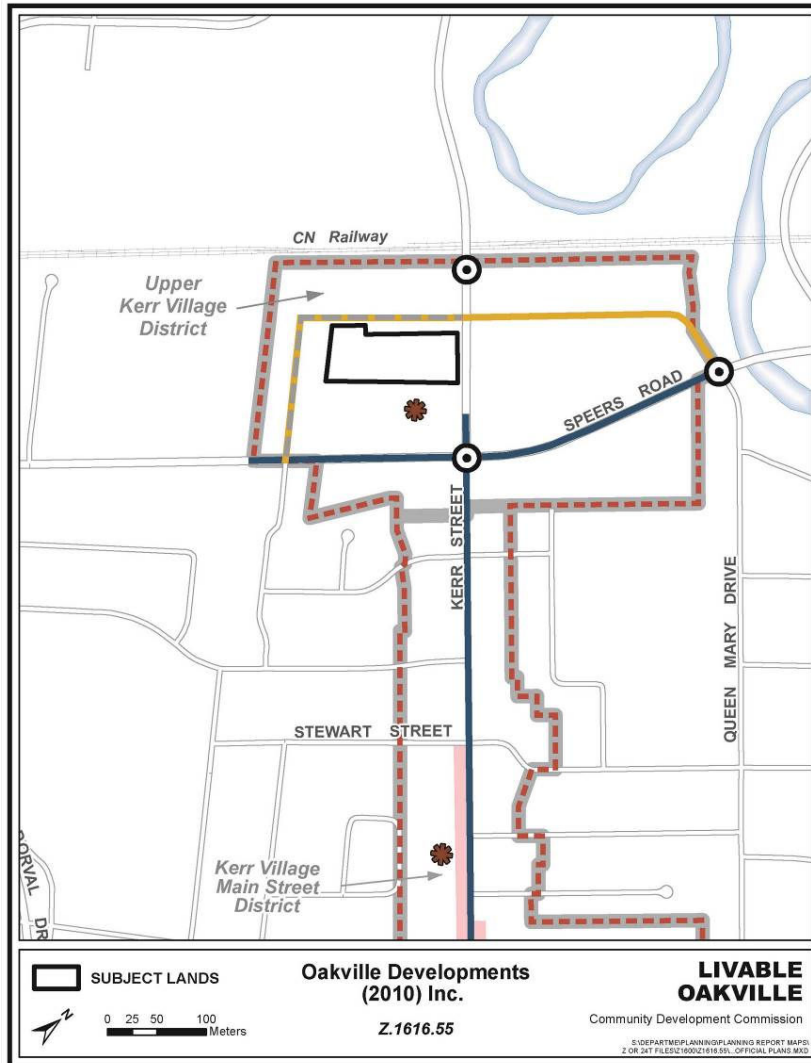 CN Railway
Upper
Kerr Village
District
SPEERS ROAD
KERR STREET
QUEEN MARY DRIVE
STEWART STREET
Kerr Village
Main Street
District
DORVAL DR
SUBJECT LANDS
0 25 50 100
Meters
Oakville Developments
(2010) Inc.
Z.1616.55
LIVABLE
OAKVILLE
Community Development Commission